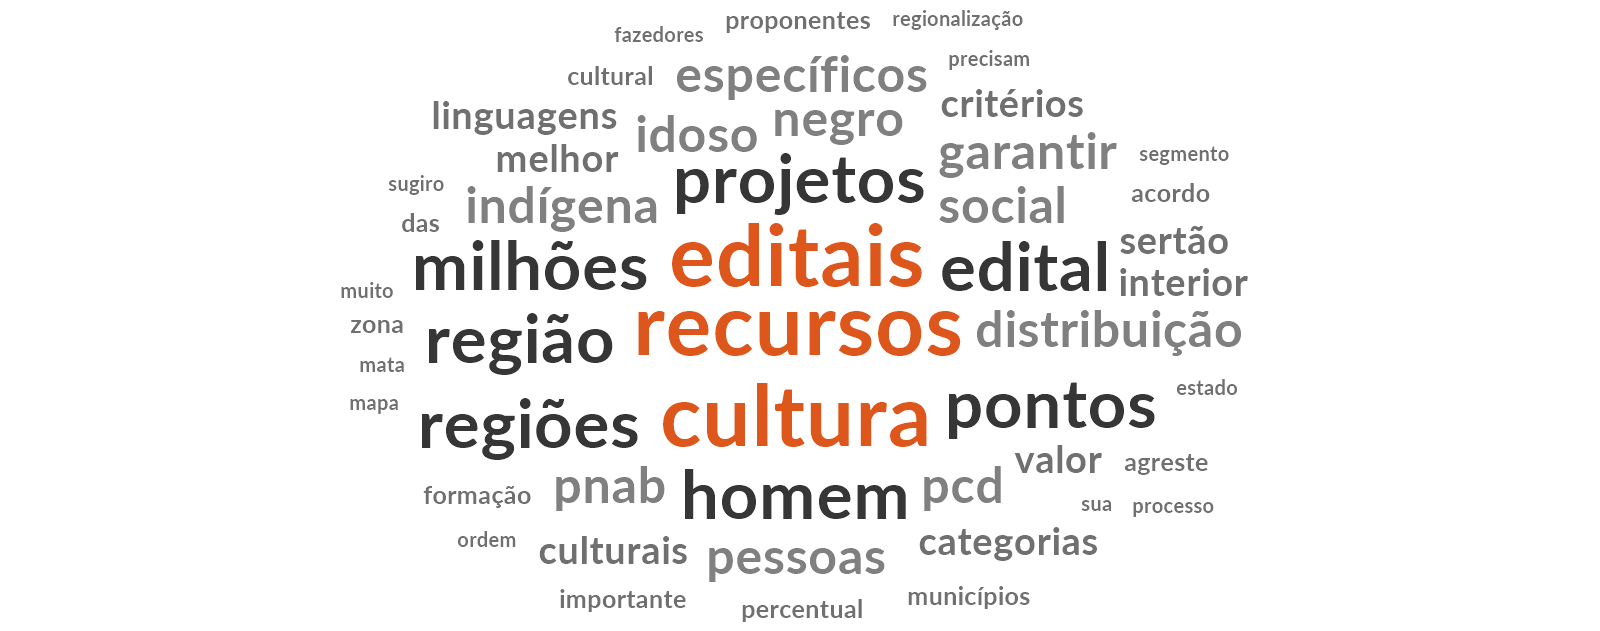 proponentes
regionalização
fazedores
precisam
cultural
específicos
critérios
linguagens
negro
idoso
melhor
garantir
segmento
projetos
sugiro
indígena
social
acordo
das
sertão
editais
milhões
edital
interior
muito
zona
recursos
distribuição
região
mata
mapa
estado
regiões
cultura
pontos
valor
agreste
formação
pnab
homem
pcd
sua
processo
ordem
culturais
pessoas
categorias
importante
percentual
municípios